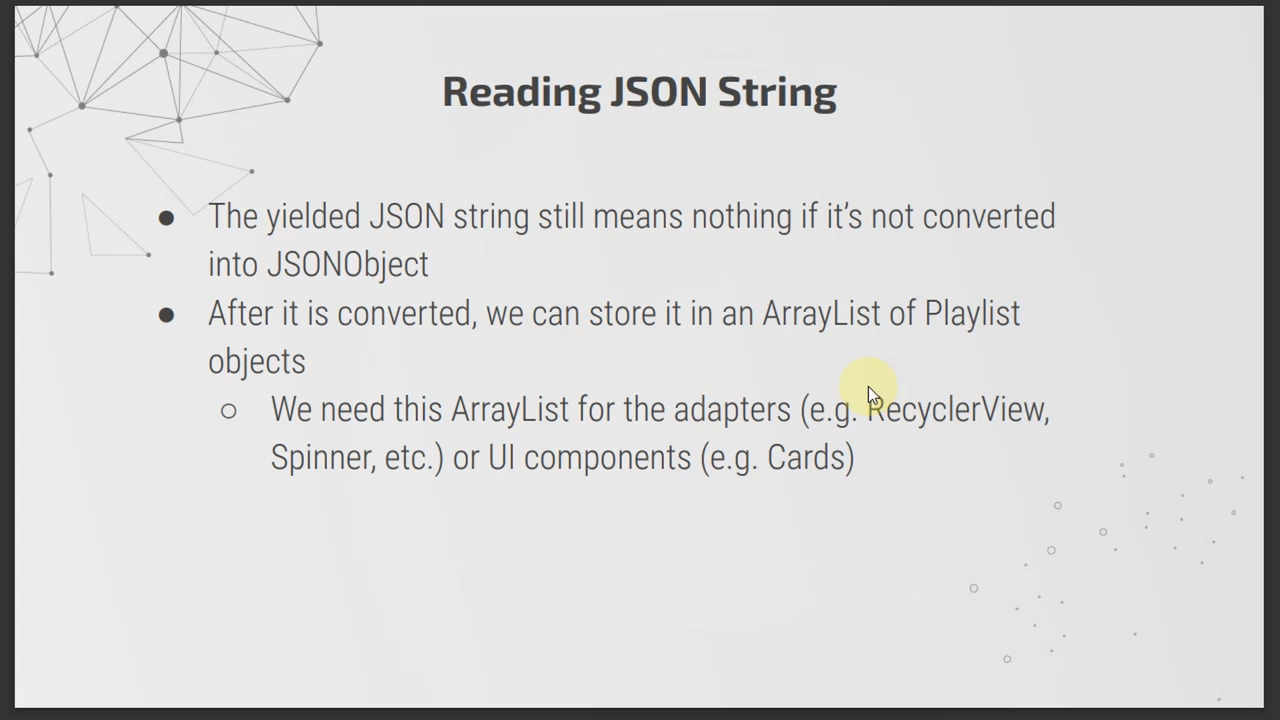 Reading JSON String
● The yielded JSON string still means nothing if it’s not converted
into JSONObject
● After it is converted, we can store it in an ArrayList of Playlist
objects
○ We need this ArrayList for the adapters (e.g. RecyclerView,
Spinner, etc.) or UI components (e.g. Cards)